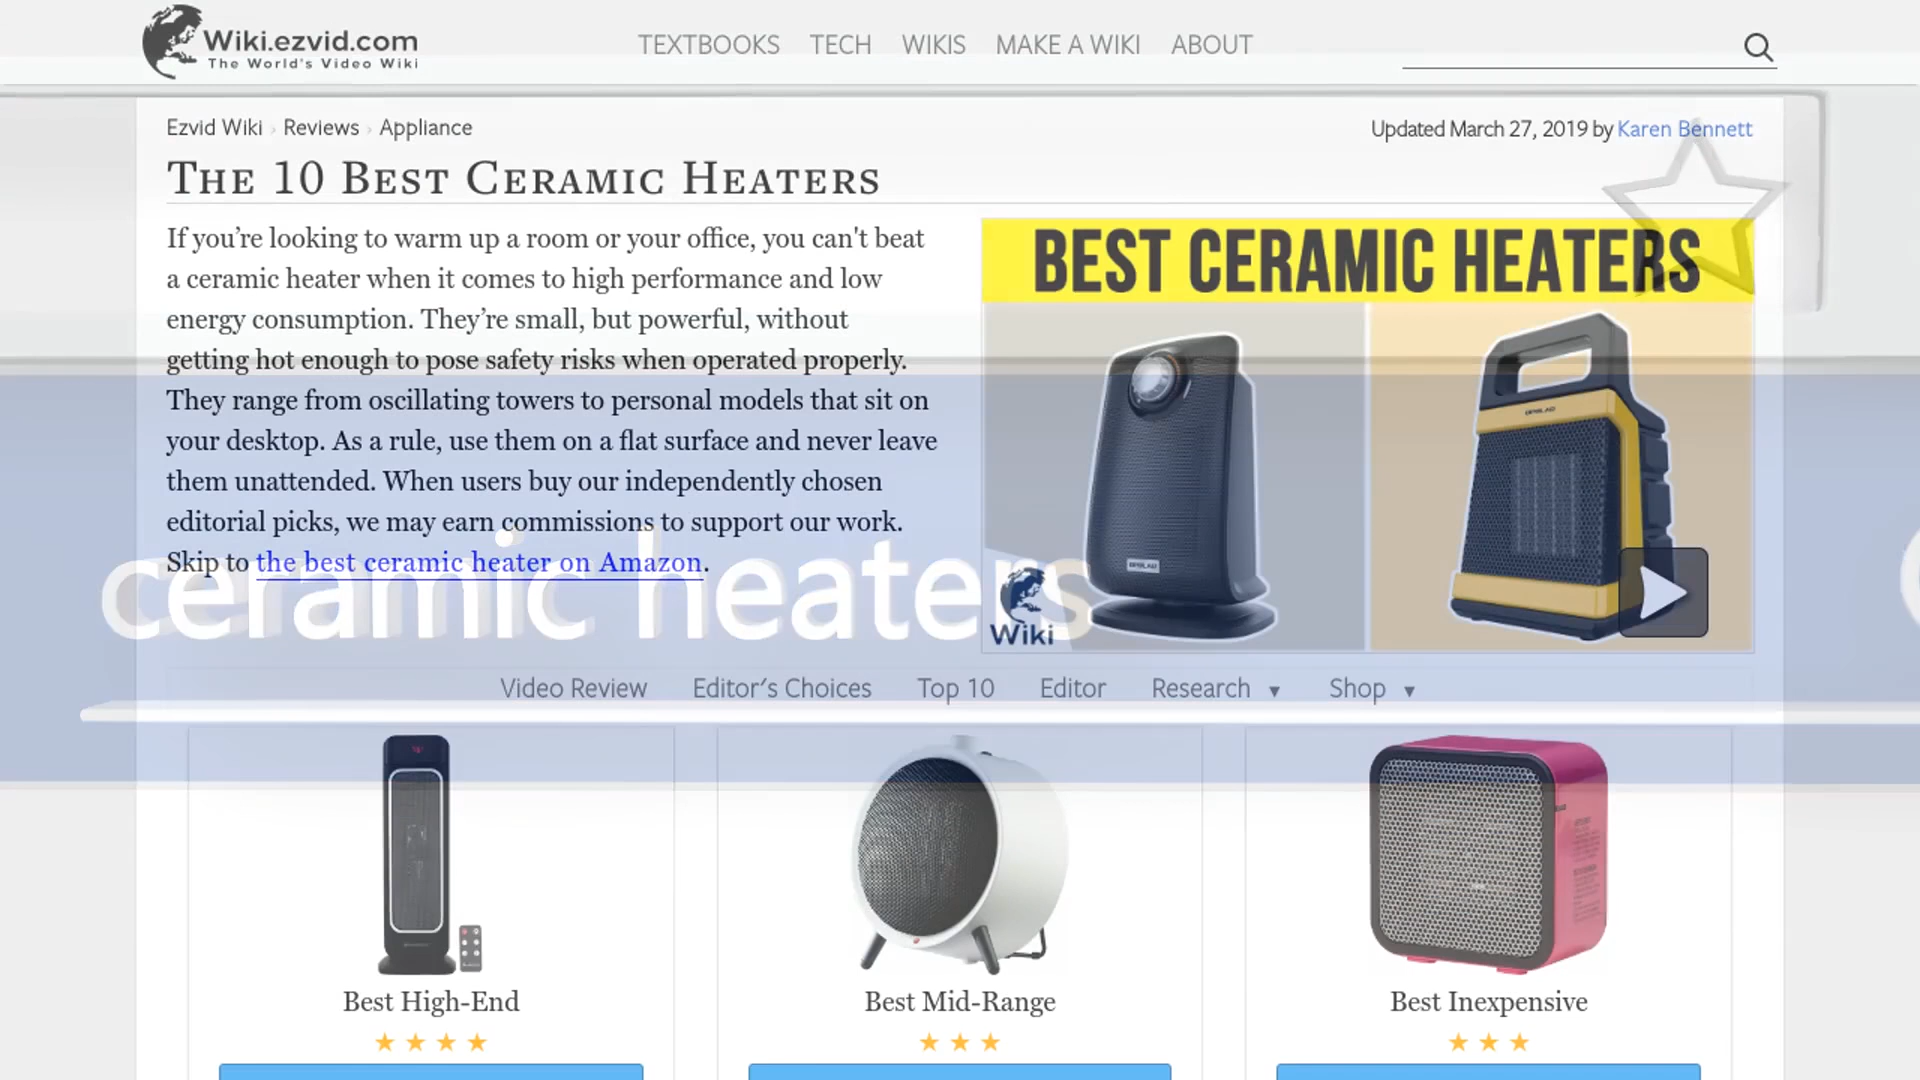 Wiki.ezvid.com
The World's Video Wiki
TEXTBOOKS TECH WIKIS MAKE A WIKI ABOUT
Ezvid Wiki › Reviews › Appliance
Updated March 27, 2019 by Karen Bennett
The 10 Best Ceramic Heaters
If you’re looking to warm up a room or your office, you can't beat
a ceramic heater when it comes to high performance and low
energy consumption. They’re small, but powerful, without
getting hot enough to pose safety risks when operated properly.
They range from oscillating towers to personal models that sit on
your desktop. As a rule, use them on a flat surface and never leave
them unattended. When users buy our independently chosen
editorial picks, we may earn commissions to support our work.
Skip to the best ceramic heater on Amazon.
BEST CERAMIC HEATERS
Wiki
ceramic heaters
Video Review Editor's Choices Top 10 Editor Research ▼ Shop ▼
Best High-End
Best Mid-Range
Best Inexpensive